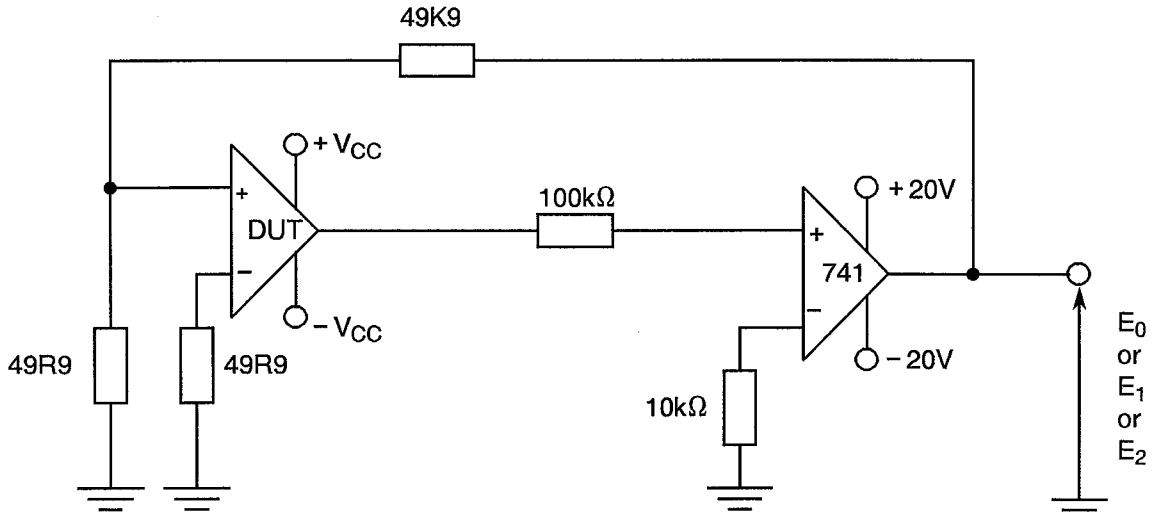 49K9
+ VCC
+
DUT
−
− VCC
49R9
49R9
100kΩ
+ 20V
+
741
−
− 20V
10kΩ
E0
or
E1
or
E2